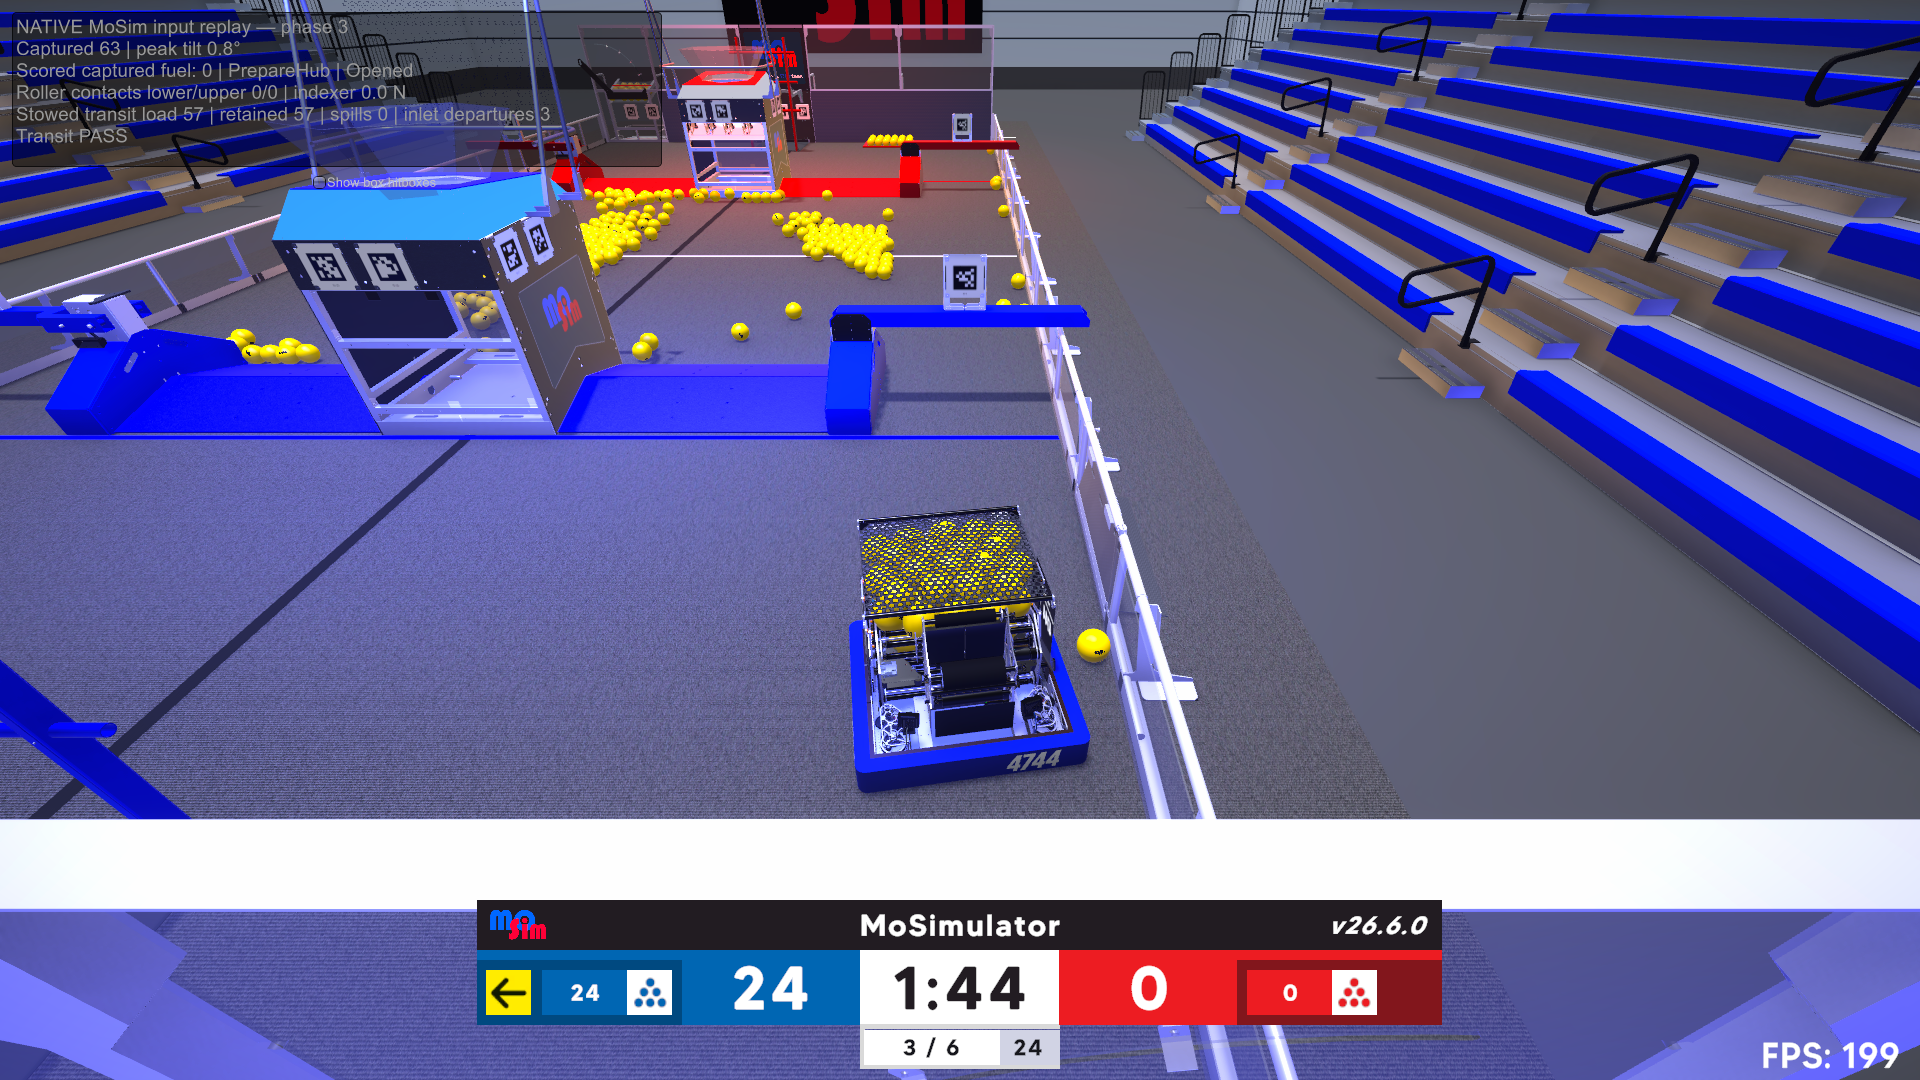 NATIVE MoSim input replay — phase 3
Captured 63 | peak tilt 0.8°
Scored captured fuel: 0 | PrepareHub | Opened
Roller contacts lower/upper 0/0 | indexer 0.0 N
Stowed transit load 57 | retained 57 | spills 0 | inlet departures 3
Transit PASS
Show box hitboxes
mosim
4744
mosim
MoSimulator
v26.6.0
24
24
1:44
0
0
3 / 6
24
FPS: 199